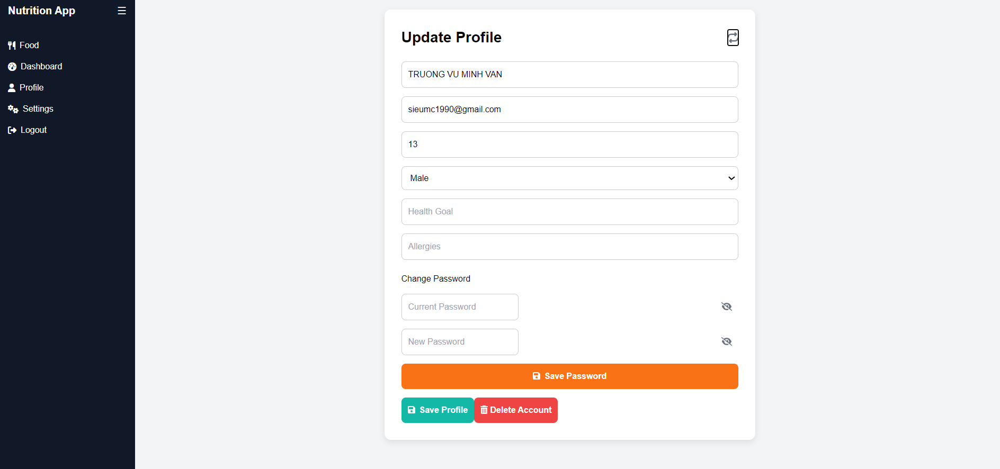 Nutrition App
Food
Dashboard
Profile
Settings
Logout
Update Profile
TRUONG VU MINH VAN
sieumc1990@gmail.com
13
Male
Health Goal
Allergies
Change Password
Current Password
New Password
Save Password
Save Profile Delete Account